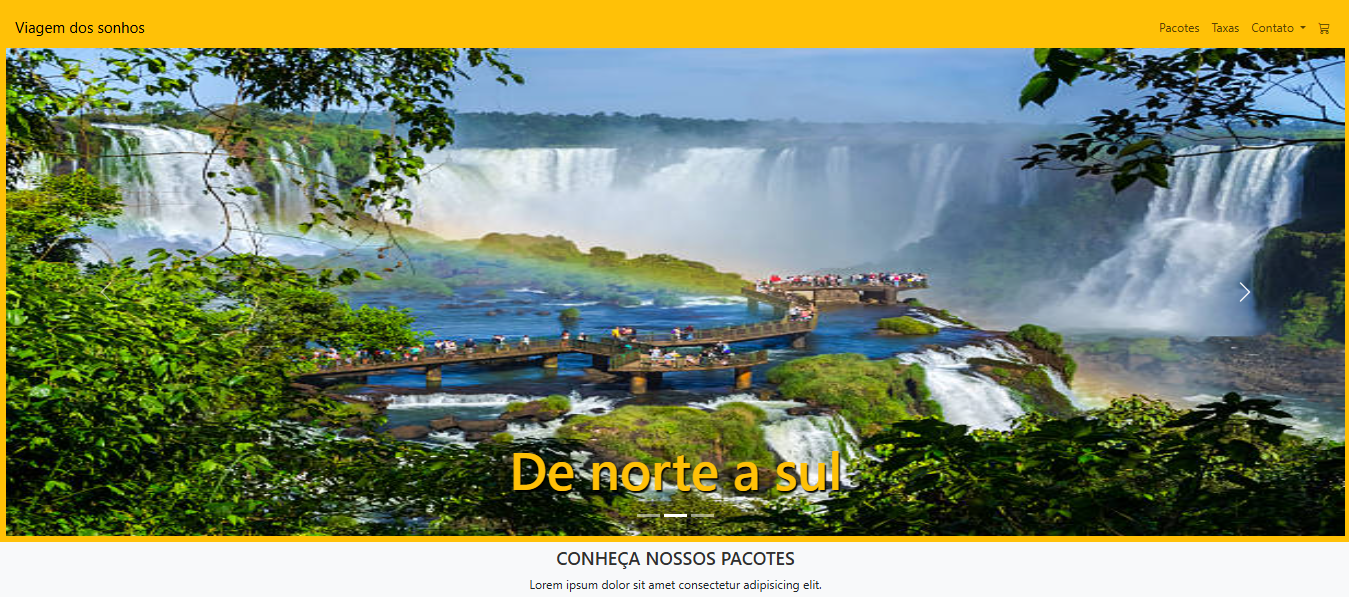 Viagem dos sonhos
Pacotes Taxas Contato
De norte a sul
CONHEÇA NOSSOS PACOTES
Lorem ipsum dolor sit amet consectetur adipisicing elit.